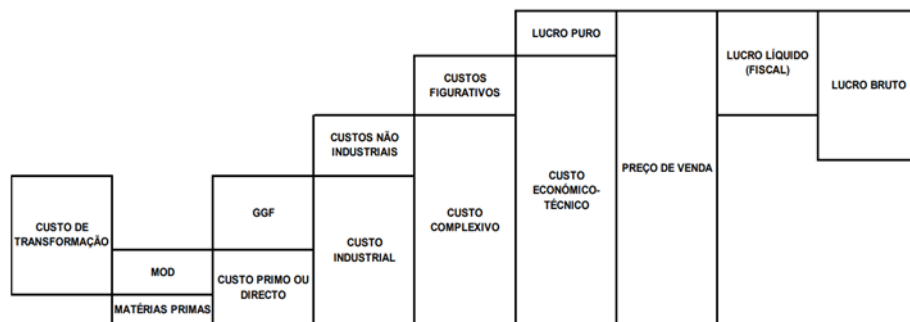 LUCRO PURO
LUCRO LÍQUIDO
(FISCAL)
LUCRO BRUTO
CUSTOS
FIGURATIVOS
CUSTOS NÃO
INDUSTRIAIS
PREÇO DE VENDA
CUSTO
ECONÓMICO-
TÉCNICO
GGF
CUSTO
COMPLEXIVO
CUSTO DE
TRANSFORMAÇÃO
CUSTO
INDUSTRIAL
MOD
CUSTO PRIMO OU
DIRECTO
MATÉRIAS PRIMAS